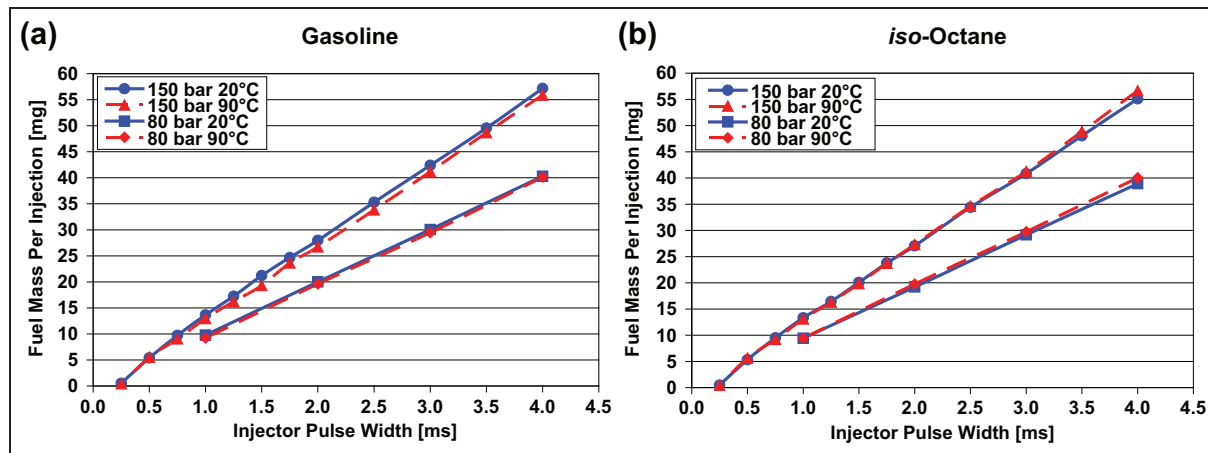 (a)
Gasoline
Fuel Mass Per Injection [mg]
60
55
50
45
40
35
30
25
20
15
10
5
0
150 bar 20°C
150 bar 90°C
80 bar 20°C
80 bar 90°C
0.0 0.5 1.0 1.5 2.0 2.5 3.0 3.5 4.0 4.5
Injector Pulse Width [ms]
(b)
iso-Octane
Fuel Mass Per Injection [mg]
60
55
50
45
40
35
30
25
20
15
10
5
0
150 bar 20°C
150 bar 90°C
80 bar 20°C
80 bar 90°C
0.0 0.5 1.0 1.5 2.0 2.5 3.0 3.5 4.0 4.5
Injector Pulse Width [ms]